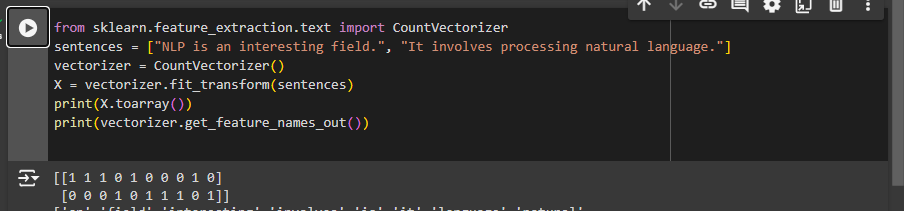 from sklearn.feature_extraction.text import CountVectorizer
sentences = ["NLP is an interesting field.", "It involves processing natural language."]
vectorizer = CountVectorizer()
X = vectorizer.fit_transform(sentences)
print(X.toarray())
print(vectorizer.get_feature_names_out())
[[1 1 1 0 1 0 0 0 1 0]
 [0 0 0 1 0 1 1 1 0 1]]
['an' 'field' 'interesting' 'involves' 'is' 'it' 'language' 'natural'